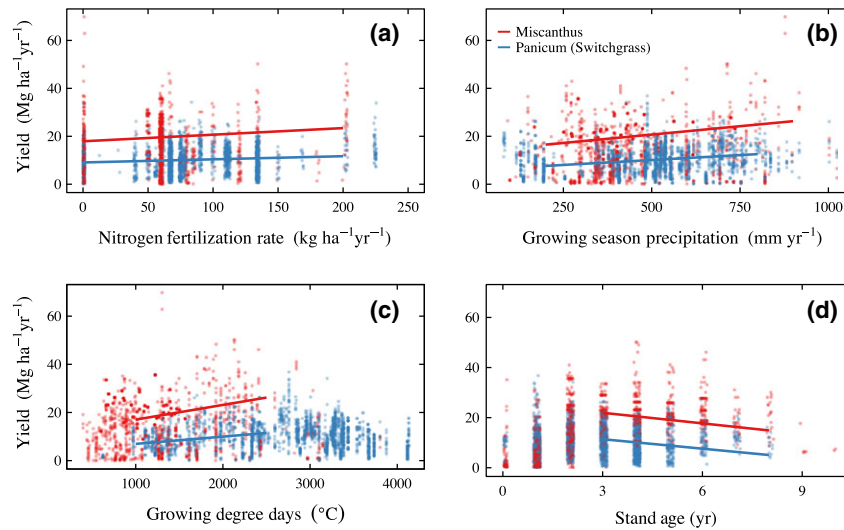 (a)
Yield (Mg ha⁻¹yr⁻¹)
60
40
20
0
0 50 100 150 200 250
Nitrogen fertilization rate (kg ha⁻¹yr⁻¹)
(b)
Miscanthus
Panicum (Switchgrass)
60
40
20
0
250 500 750 1000
Growing season precipitation (mm yr⁻¹)
(c)
Yield (Mg ha⁻¹yr⁻¹)
60
40
20
0
1000 2000 3000 4000
Growing degree days (°C)
(d)
60
40
20
0
0 3 6 9
Stand age (yr)